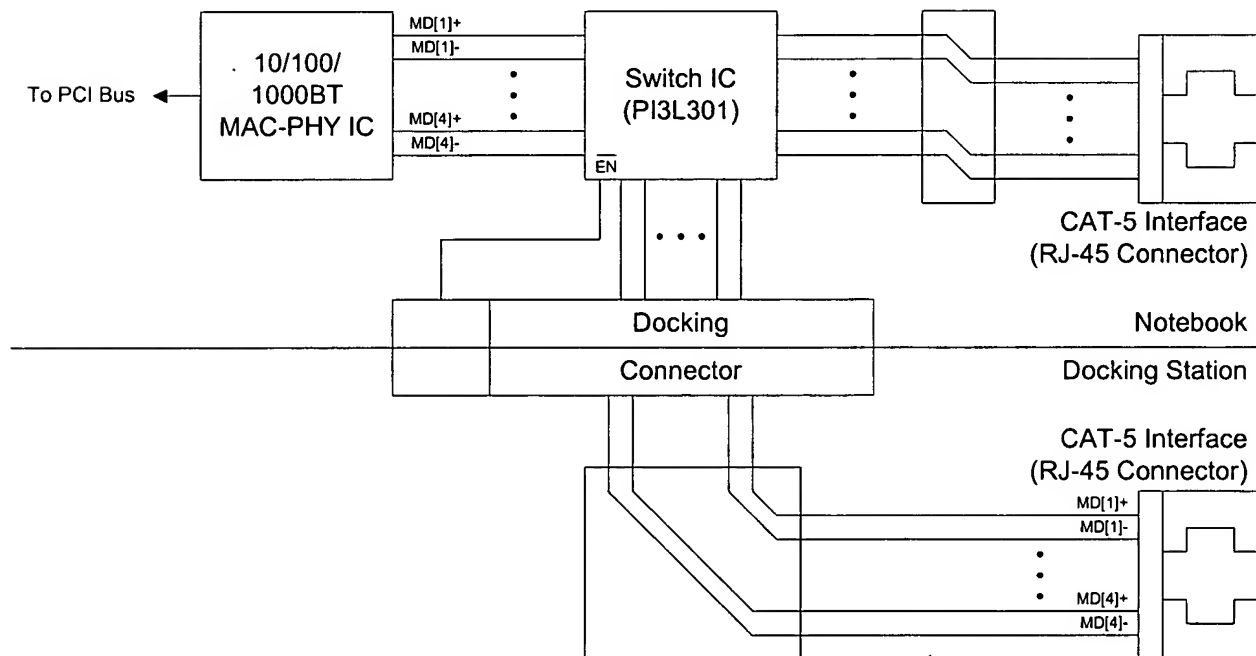 MD[1]+
MD[1]-
10/100/
1000BT
MAC-PHY IC
To PCI Bus
MD[4]+
MD[4]-
Switch IC
(PI3L301)
EN
CAT-5 Interface
(RJ-45 Connector)
Docking
Notebook
Connector
Docking Station
CAT-5 Interface
(RJ-45 Connector)
MD[1]+
MD[1]-
MD[4]+
MD[4]-